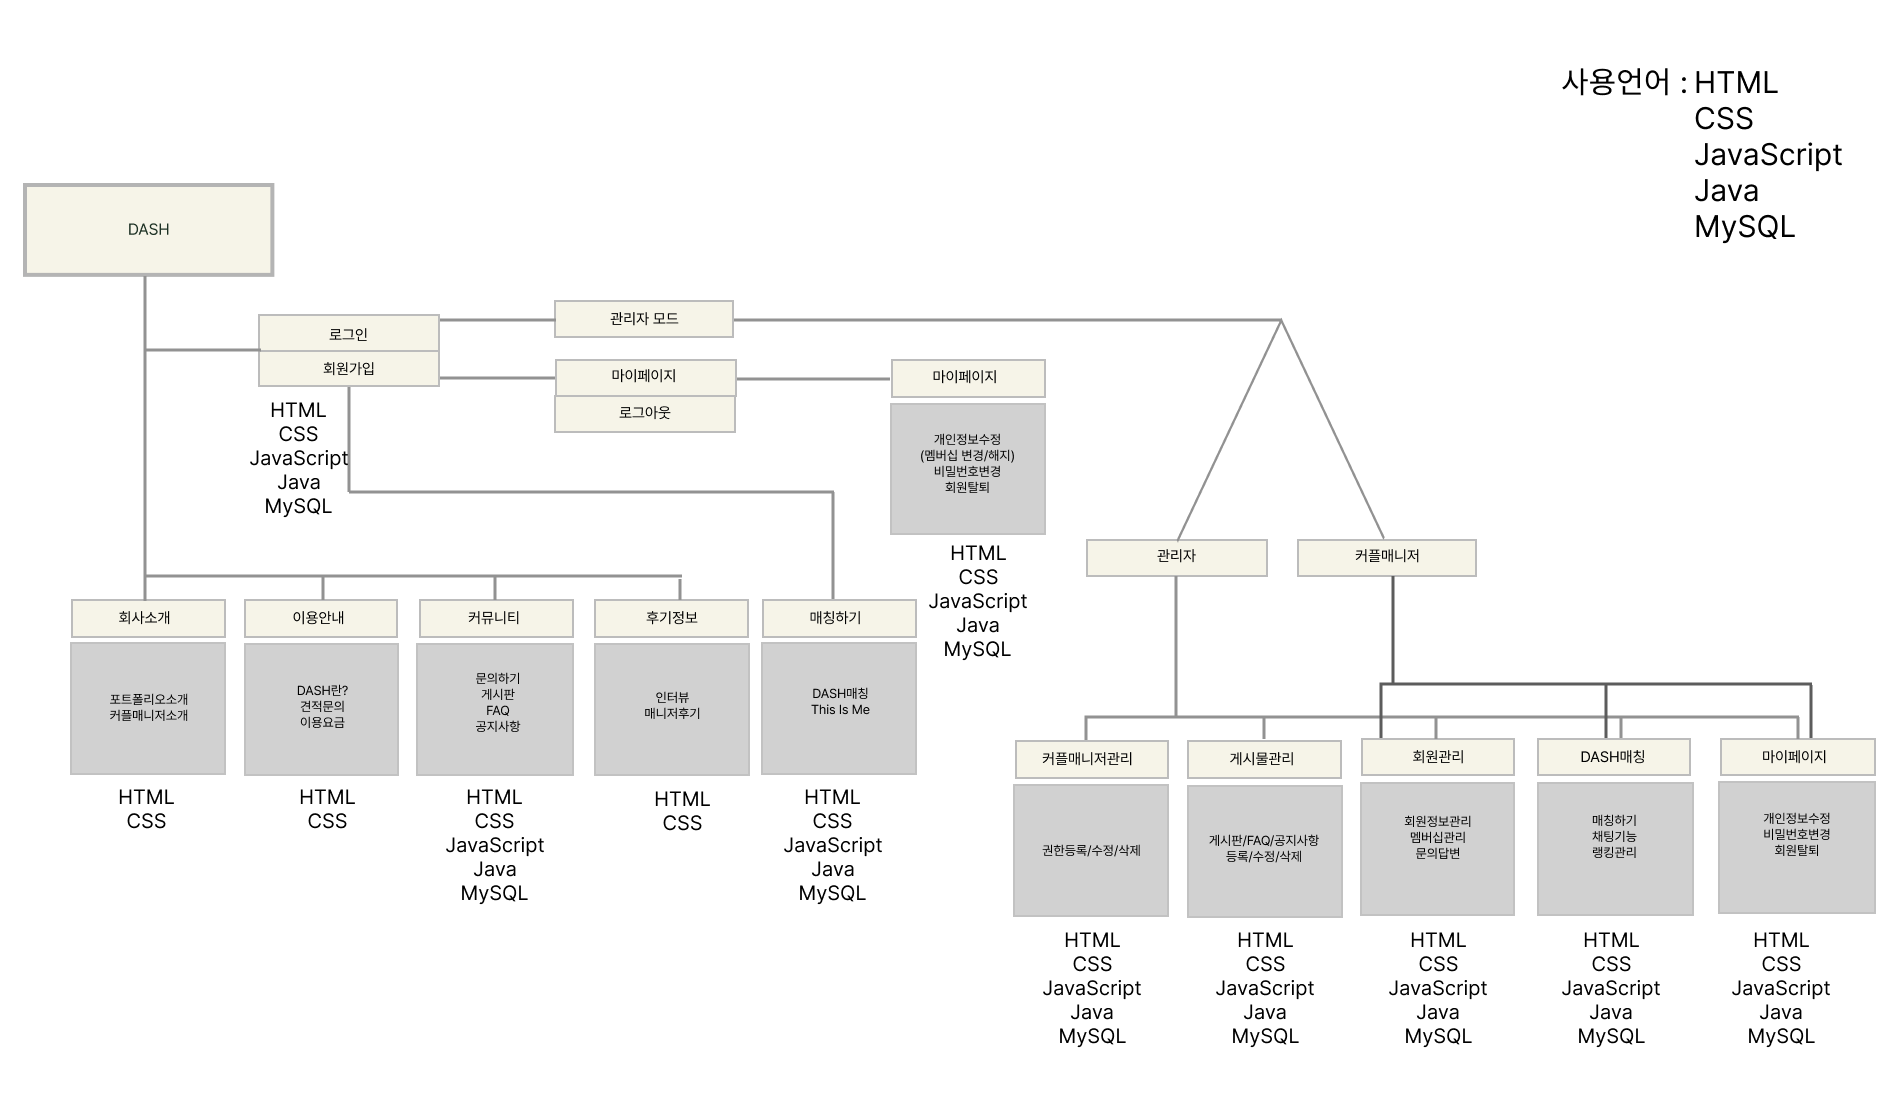 사용언어 : HTML
CSS
JavaScript
Java
MySQL
DASH
로그인
회원가입
HTML
CSS
JavaScript
Java
MySQL
관리자 모드
마이페이지
로그아웃
마이페이지
개인정보수정
(멤버십 변경/해지)
비밀번호변경
회원탈퇴
HTML
CSS
JavaScript
Java
MySQL
회사소개
포트폴리오소개
커플매니저소개
HTML
CSS
이용안내
DASH란?
견적문의
이용요금
HTML
CSS
커뮤니티
문의하기
게시판
FAQ
공지사항
HTML
CSS
JavaScript
Java
MySQL
후기정보
인터뷰
매니저후기
HTML
CSS
매칭하기
DASH매칭
This Is Me
HTML
CSS
JavaScript
Java
MySQL
관리자
커플매니저
커플매니저관리
권한등록/수정/삭제
HTML
CSS
JavaScript
Java
MySQL
게시물관리
게시판/FAQ/공지사항
등록/수정/삭제
HTML
CSS
JavaScript
Java
MySQL
회원관리
회원정보관리
멤버십관리
문의답변
HTML
CSS
JavaScript
Java
MySQL
DASH매칭
매칭하기
채팅기능
랭킹관리
HTML
CSS
JavaScript
Java
MySQL
마이페이지
개인정보수정
비밀번호변경
회원탈퇴
HTML
CSS
JavaScript
Java
MySQL